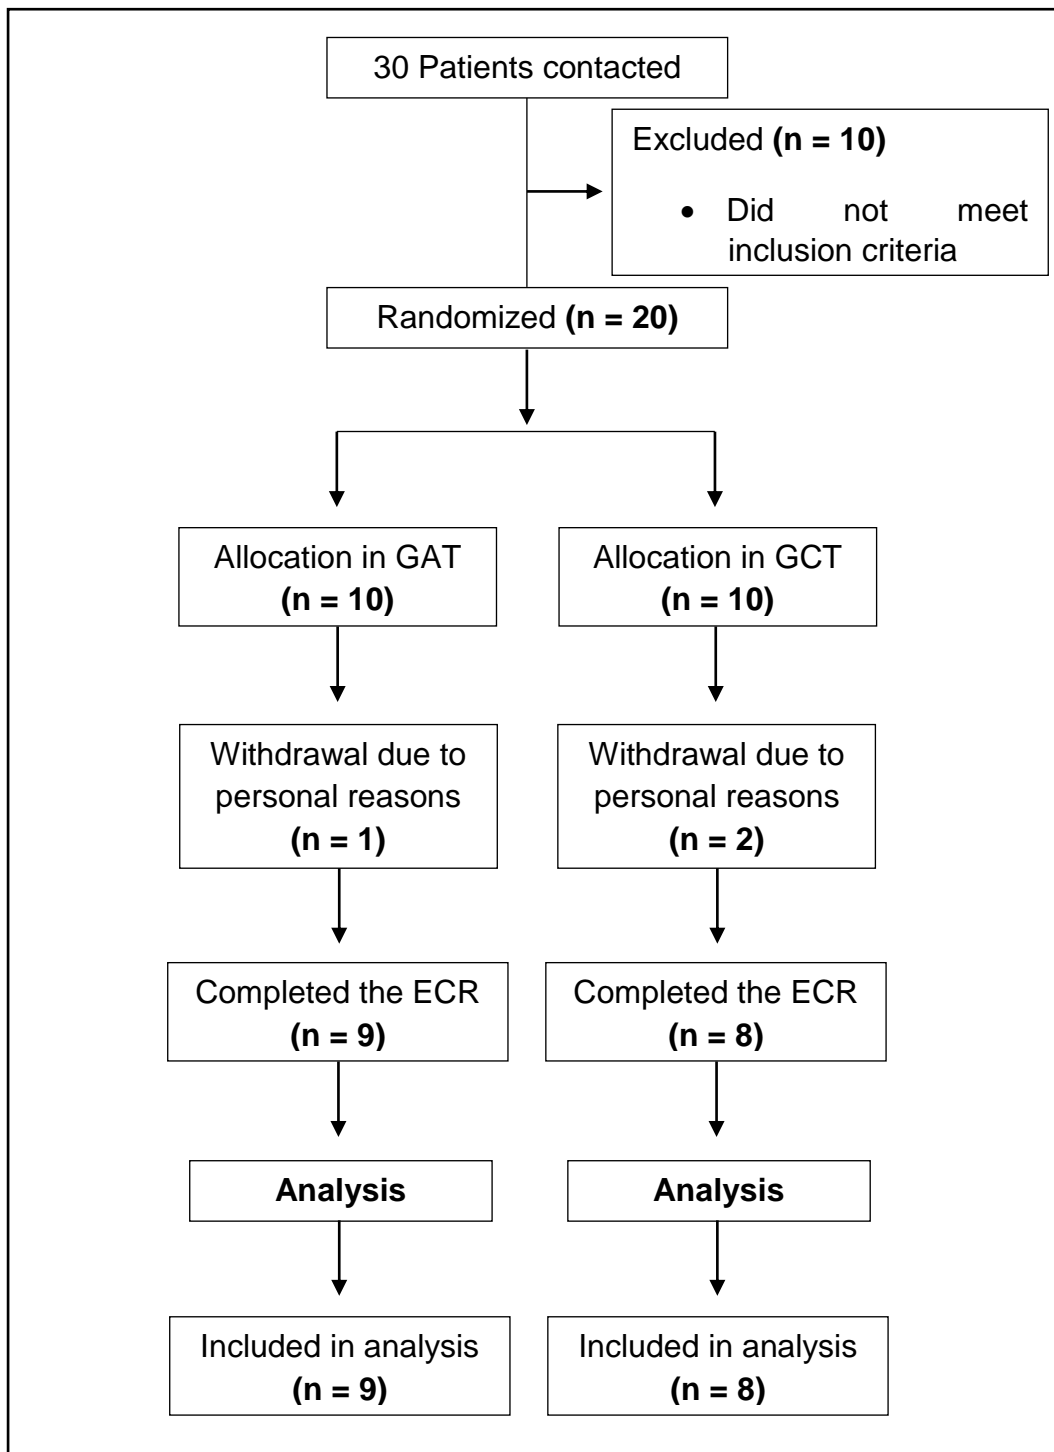 30 Patients contacted
Excluded (n = 10)
• Did not meet
inclusion criteria
Randomized (n = 20)
Allocation in GAT
(n = 10)
Allocation in GCT
(n = 10)
Withdrawal due to
personal reasons
(n = 1)
Withdrawal due to
personal reasons
(n = 2)
Completed the ECR
(n = 9)
Completed the ECR
(n = 8)
Analysis
Analysis
Included in analysis
(n = 9)
Included in analysis
(n = 8)